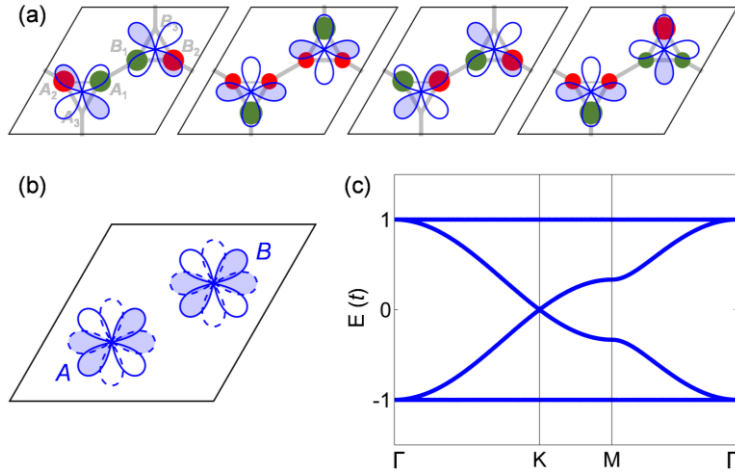 (a)
B₃
B₁ B₂
A₂ A₁
A₃
(b)
B
A
(c)
E (t)
1
0
-1
Γ K M Γ